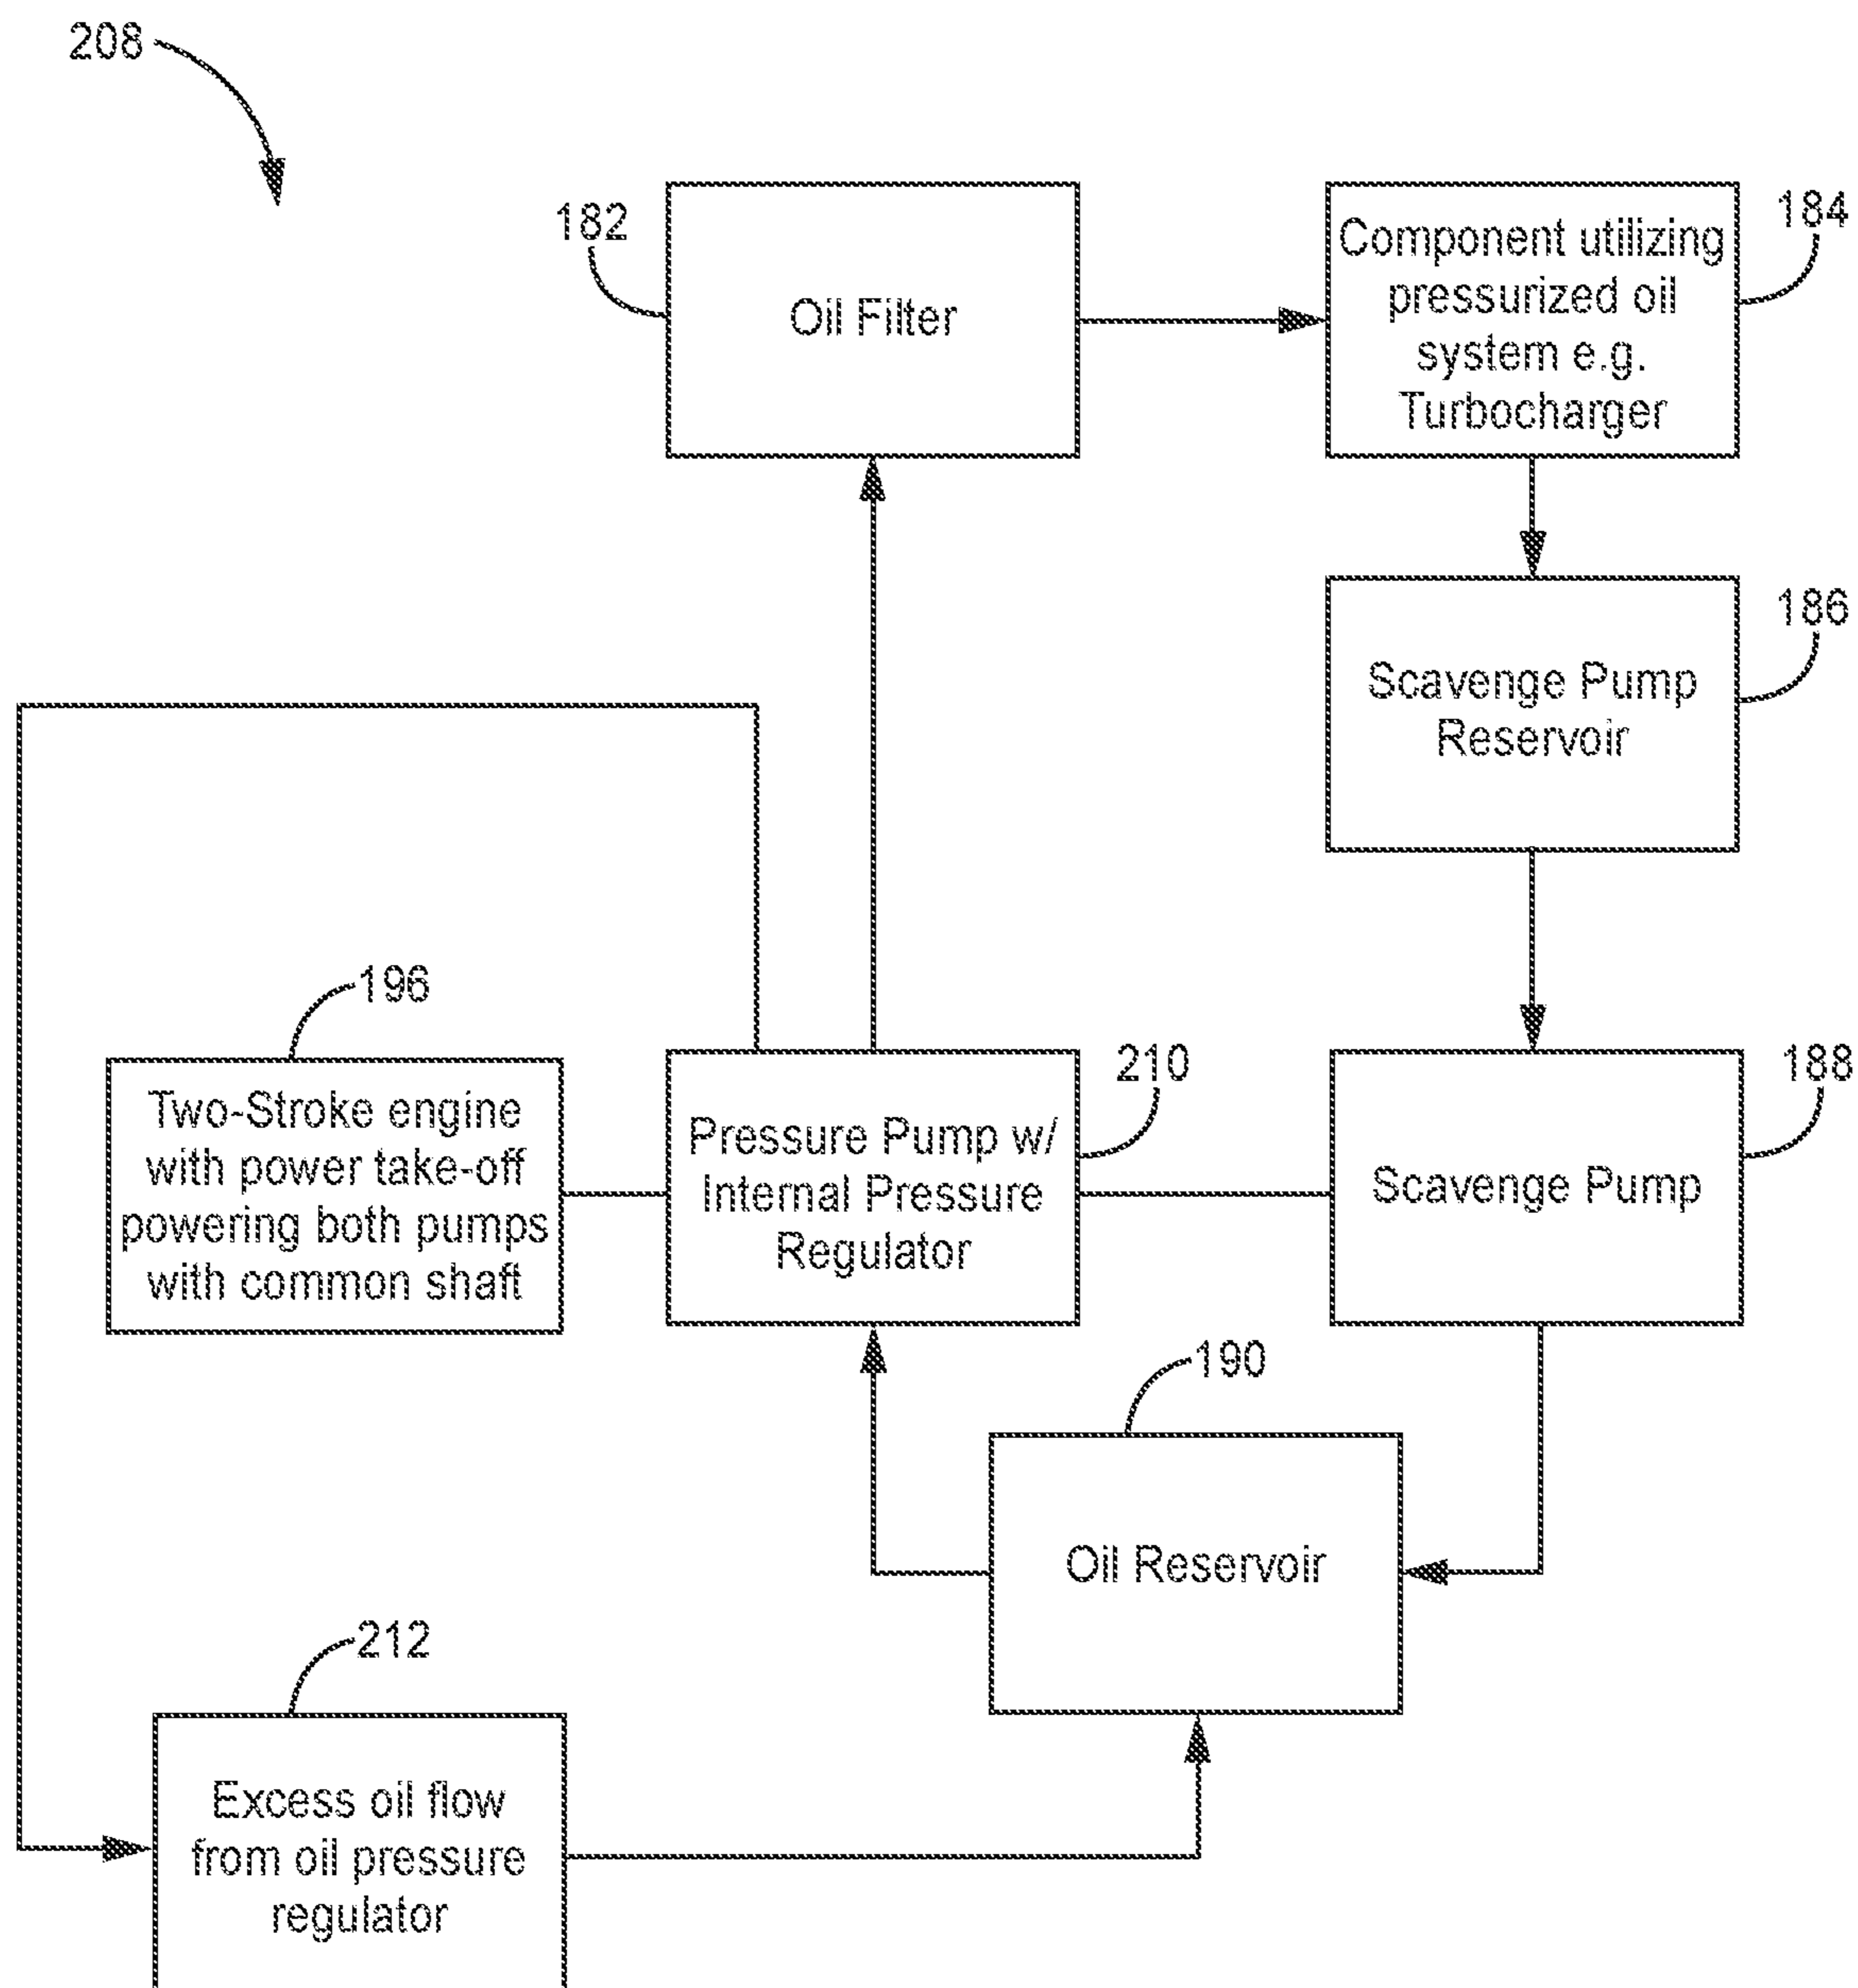 208
182
Oil Filter
184
Component utilizing
pressurized oil
system e.g.
Turbocharger
186
Scavenge Pump
Reservoir
196
Two-Stroke engine
with power take-off
powering both pumps
with common shaft
210
Pressure Pump w/
Internal Pressure
Regulator
188
Scavenge Pump
190
Oil Reservoir
212
Excess oil flow
from oil pressure
regulator